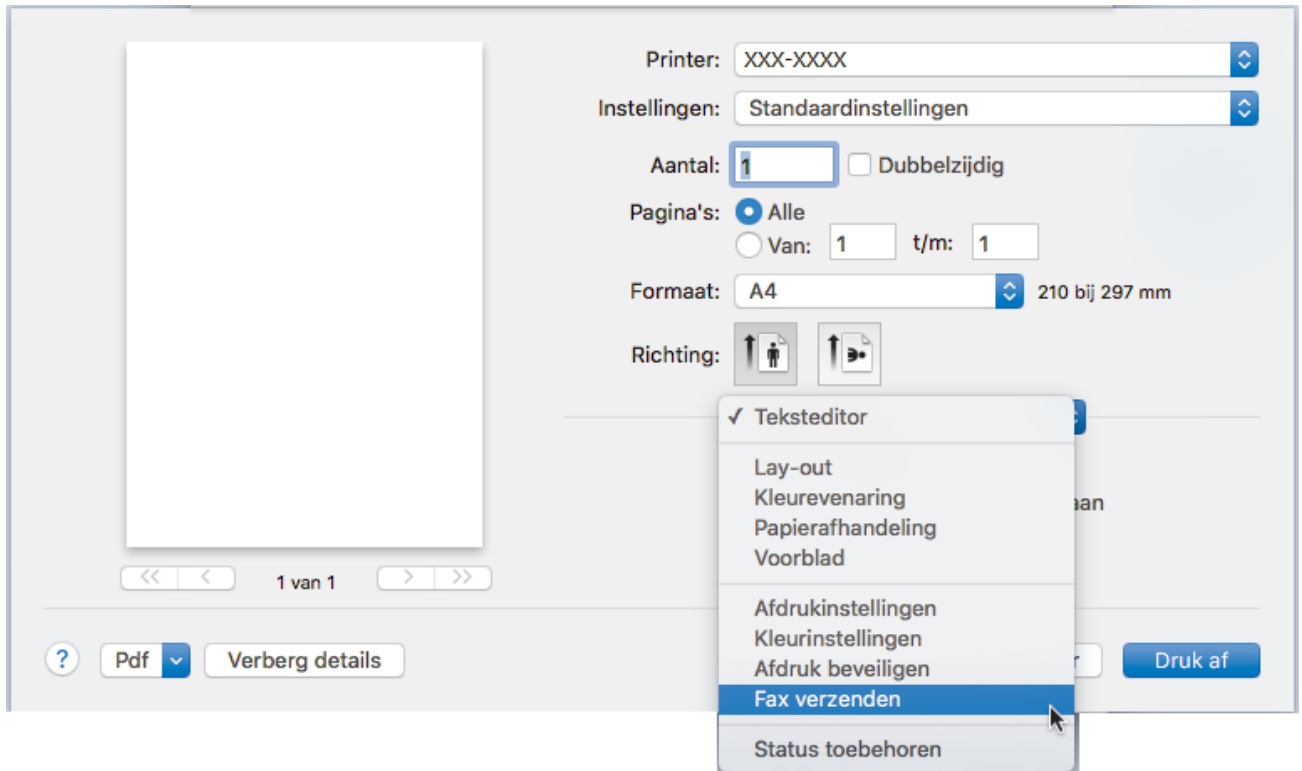 Printer: XXX-XXXX
Instellingen: Standaardinstellingen
Aantal: 1 Dubbelzijdig
Pagina's: Alle
Van: 1 t/m: 1
Formaat: A4 210 bij 297 mm
Richting:
✓ Teksteditor
Lay-out
Kleurevenaring
Papierafhandeling
Voorblad
Afdrukinstellingen
Kleurinstellingen
Afdruk beveiligen
Fax verzenden
Status toebehoren
<< < 1 van 1 > >>
? Pdf Verberg details Druk af